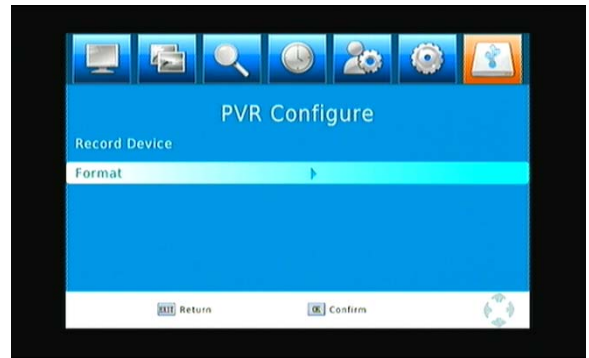 PVR Configure
Record Device
Format
EXIT Return
OK Confirm